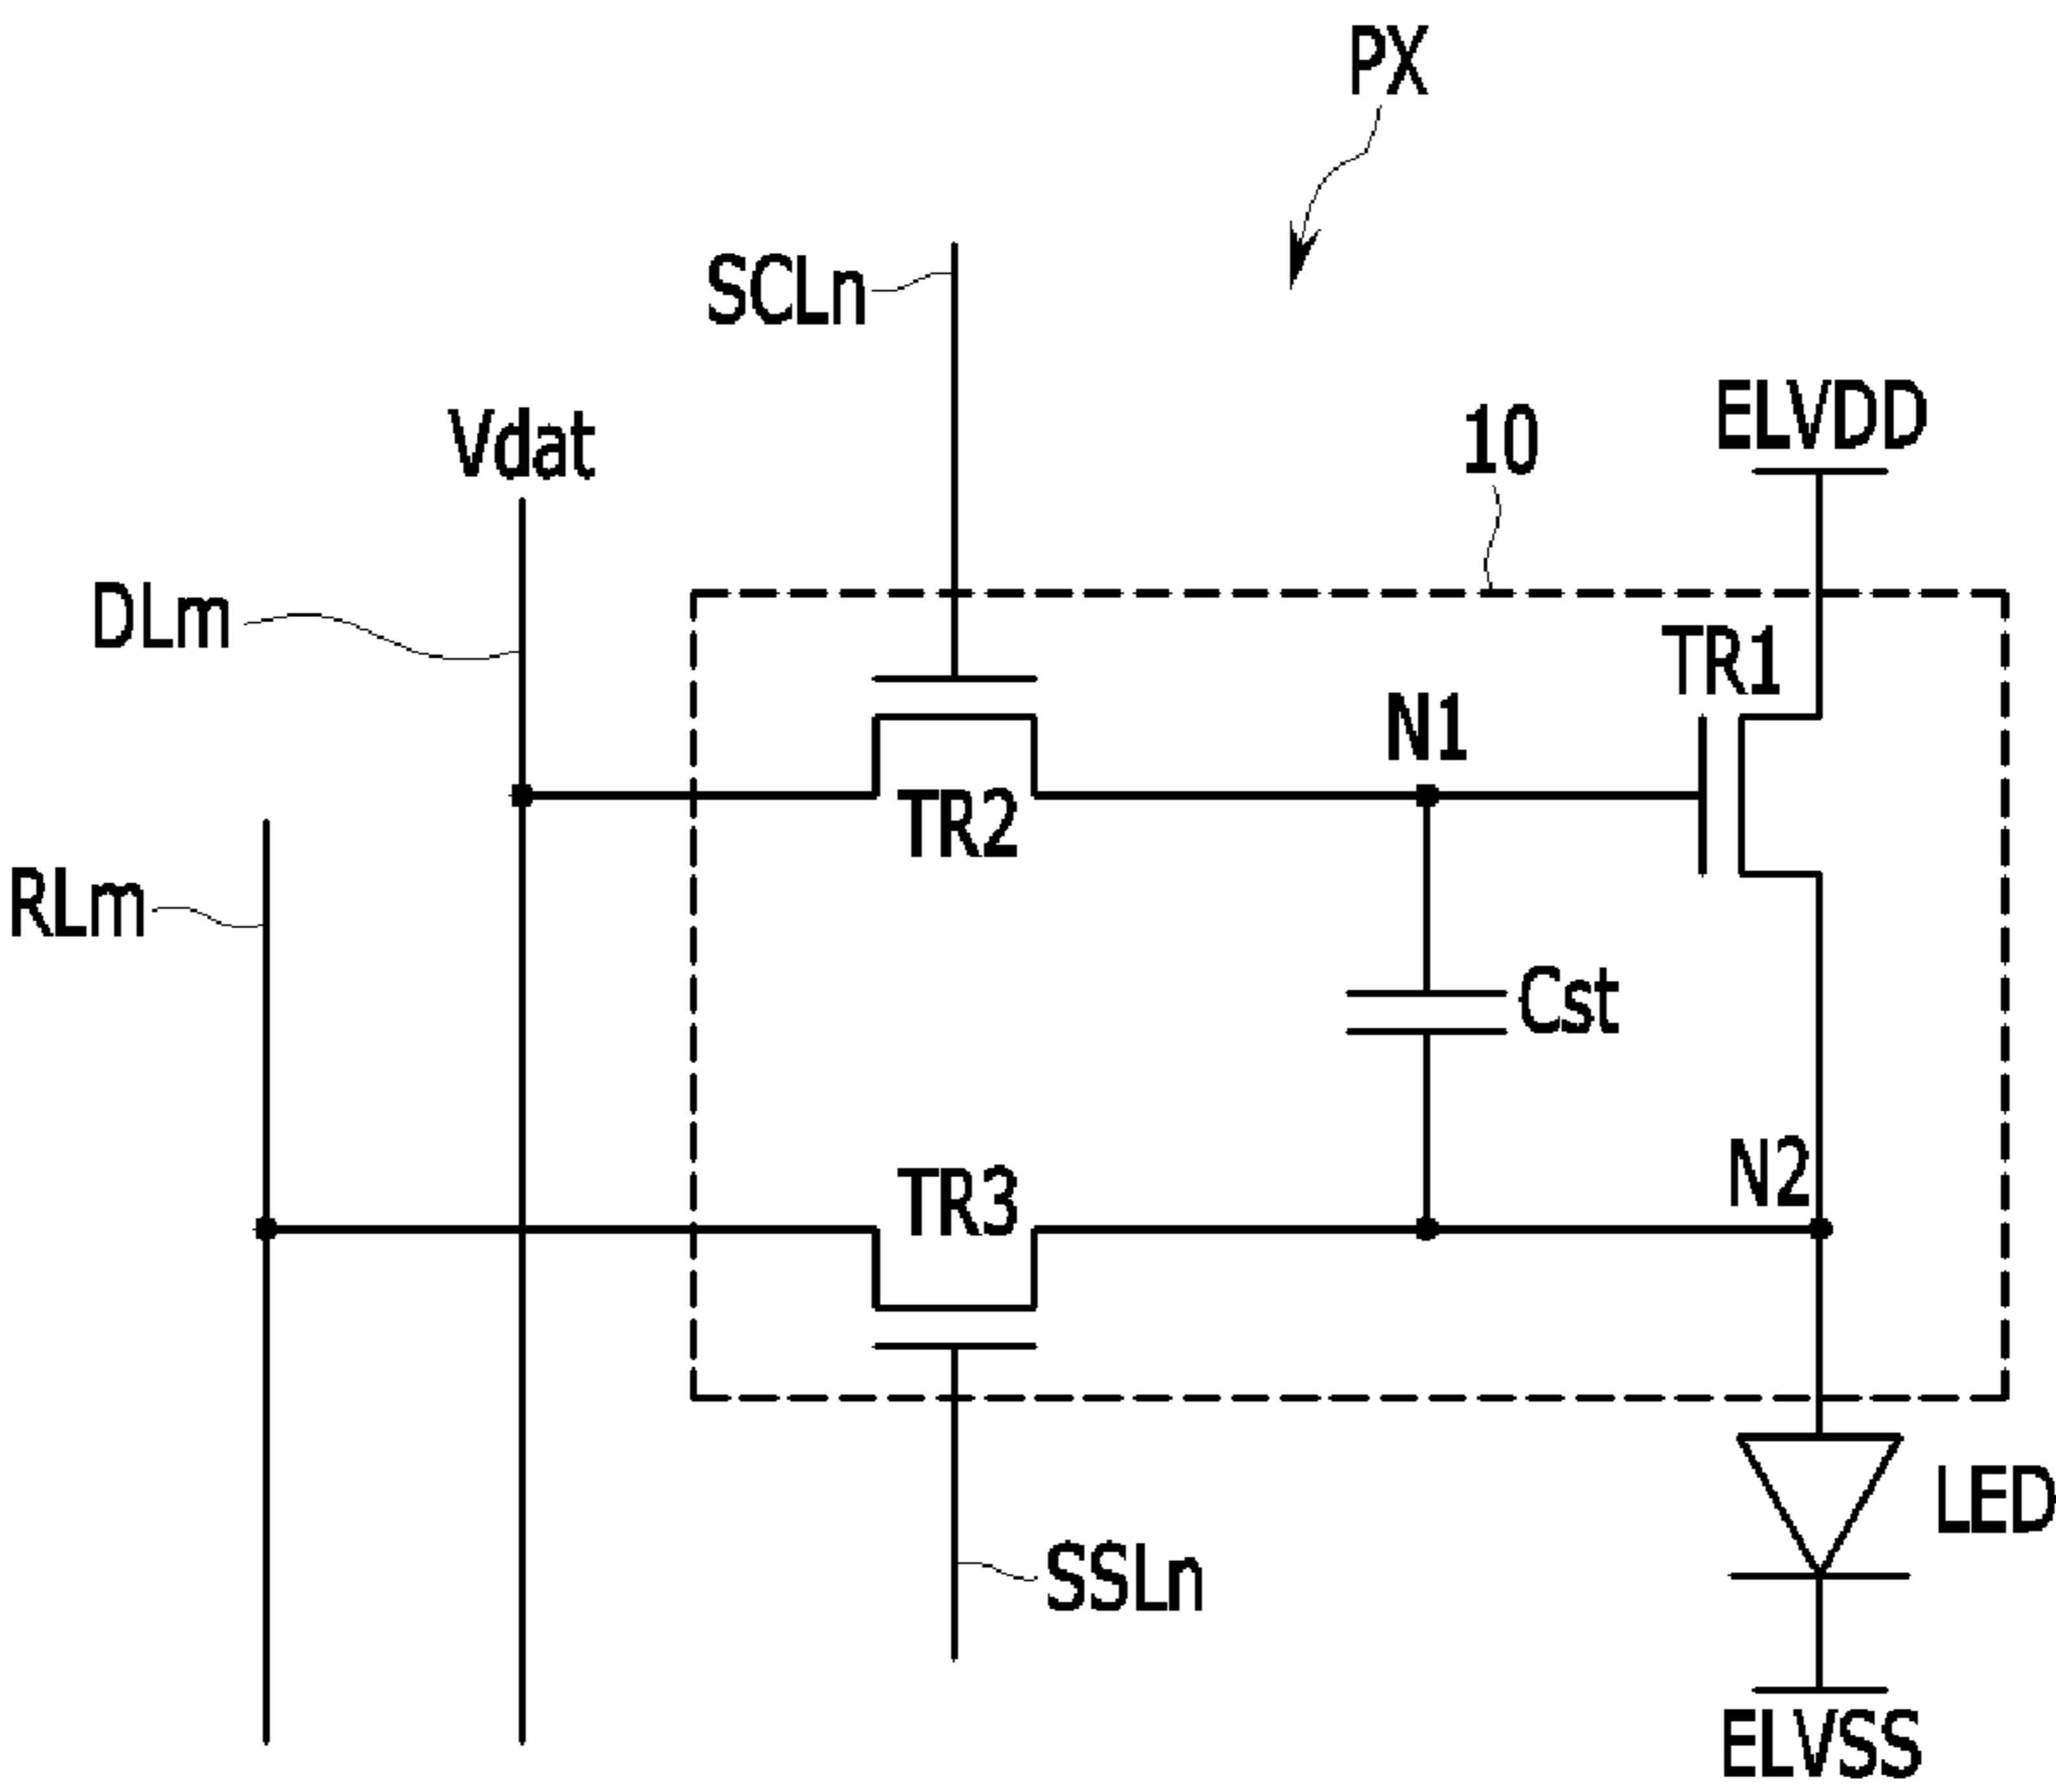 PX
SCLn
ELVDD
10
Vdat
DLm
TR1
N1
TR2
RLm
Cst
N2
TR3
LED
SSLn
ELVSS